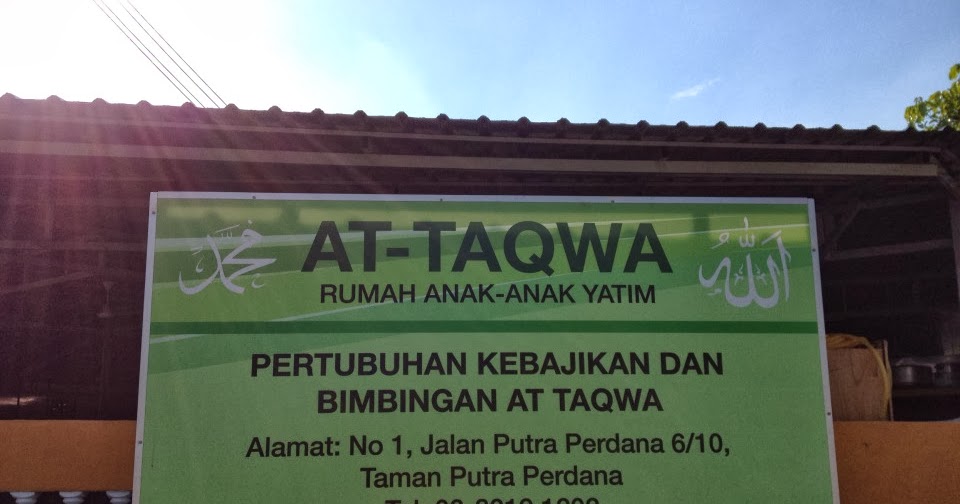 محمد AT-TAQWA الله
RUMAH ANAK-ANAK YATIM
PERTUBUHAN KEBAJIKAN DAN
BIMBINGAN AT TAQWA
Alamat: No 1, Jalan Putra Perdana 6/10,
Taman Putra Perdana